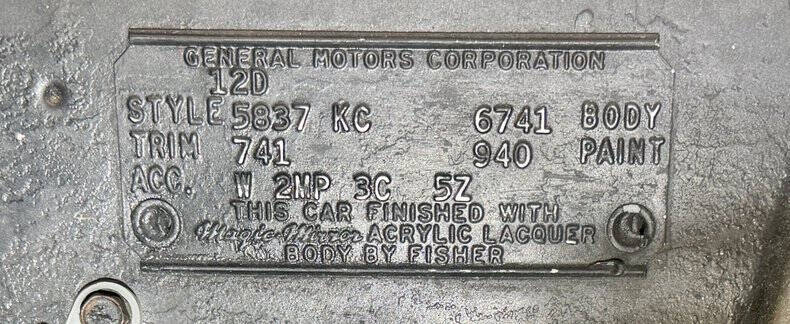 GENERAL MOTORS CORPORATION
12D
STYLE 5837 KC 6741 BODY
TRIM 741 940 PAINT
ACC. W 2MP 3C 5Z
THIS CAR FINISHED WITH
Magic-Mirror ACRYLIC LACQUER
BODY BY FISHER